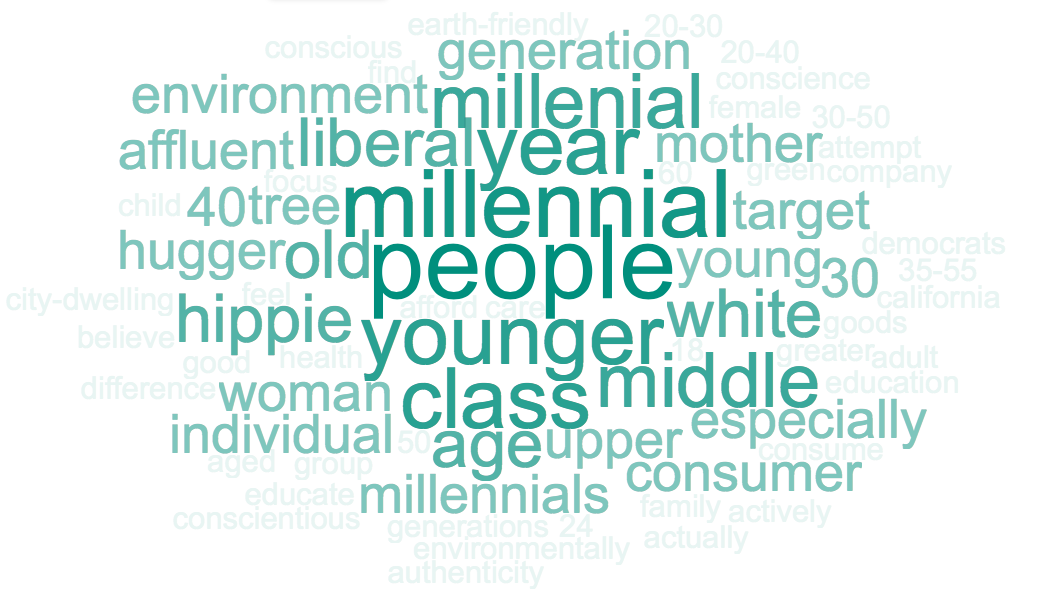 earth-friendly 20-30
conscious generation 20-40
find conscience
environment millenial female 30-50
affluent liberal year mother attempt
focus 60 green company
child 40 tree millennial target
hugger old people young 30 democrats
35-55
city-dwelling feel afford care california
hippie younger white goods
believe good health 18 greater adult
difference woman class middle education
individual 50 age upper especially
consume
aged group consumer
educate millennials family actively
conscientious generations 24 actually
environmentally
authenticity